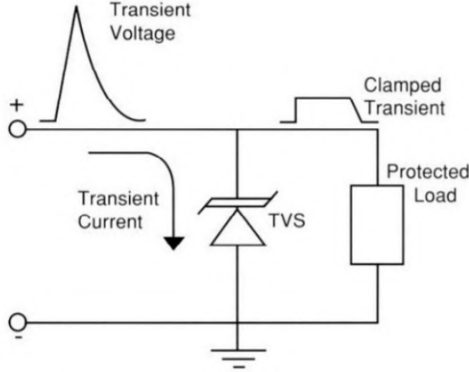 Transient
Voltage
Clamped
Transient
+
Protected
Load
Transient
Current
TVS
-